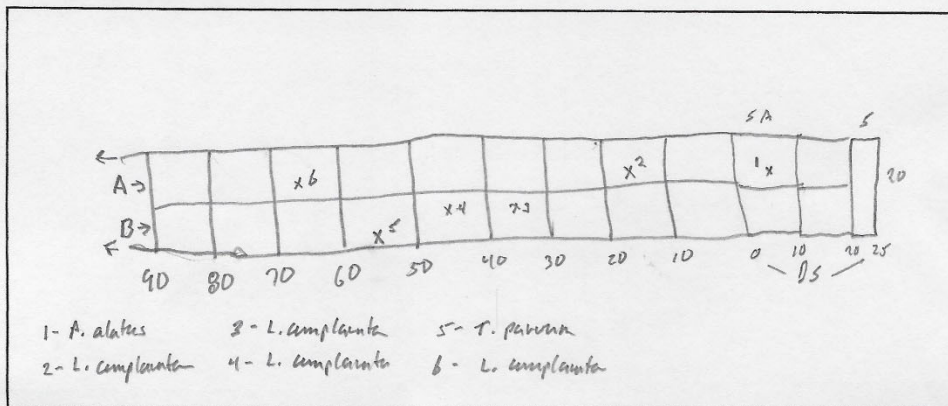 5A 5
x6 x2 1x 20
A
B x5 x4 x3
90 80 70 60 50 40 30 20 10 0 10 20 25
DS
1- A. alatus 3- L. complanata 5- T. parvum
2- L. complanata 4- L. complanata 6- L. complanata